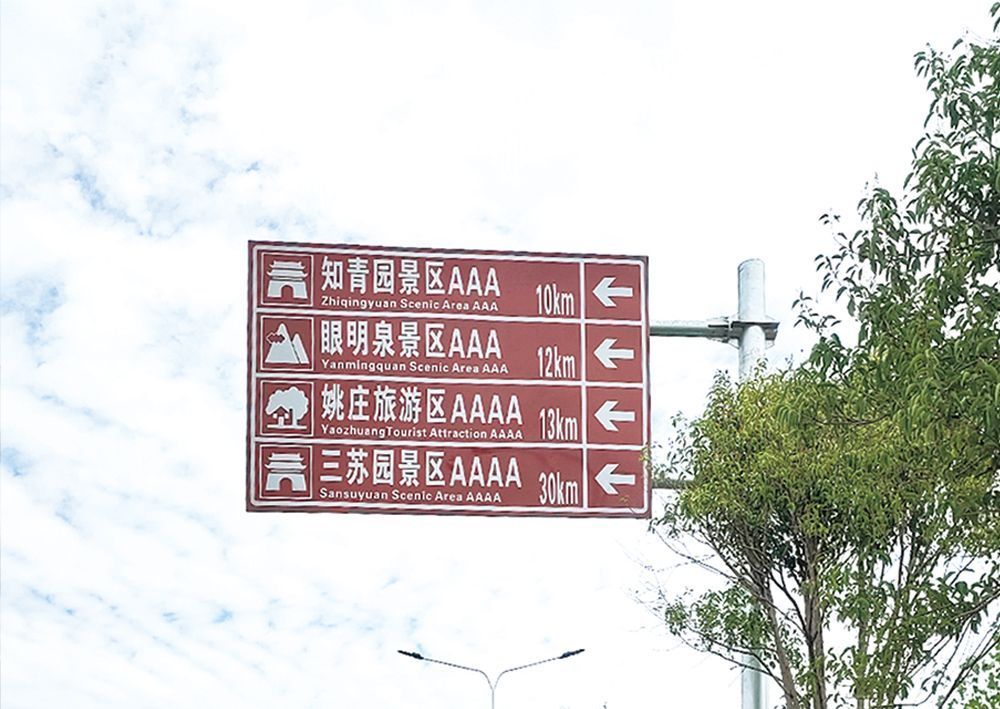 知青园景区AAA
Zhiqingyuan Scenic Area AAA
10km
眼明泉景区AAA
Yanmingquan Scenic Area AAA
12km
姚庄旅游区AAAA
YaozhuangTourist Attraction AAAA
13km
三苏园景区AAAA
Sansuyuan Scenic Area AAAA
30km